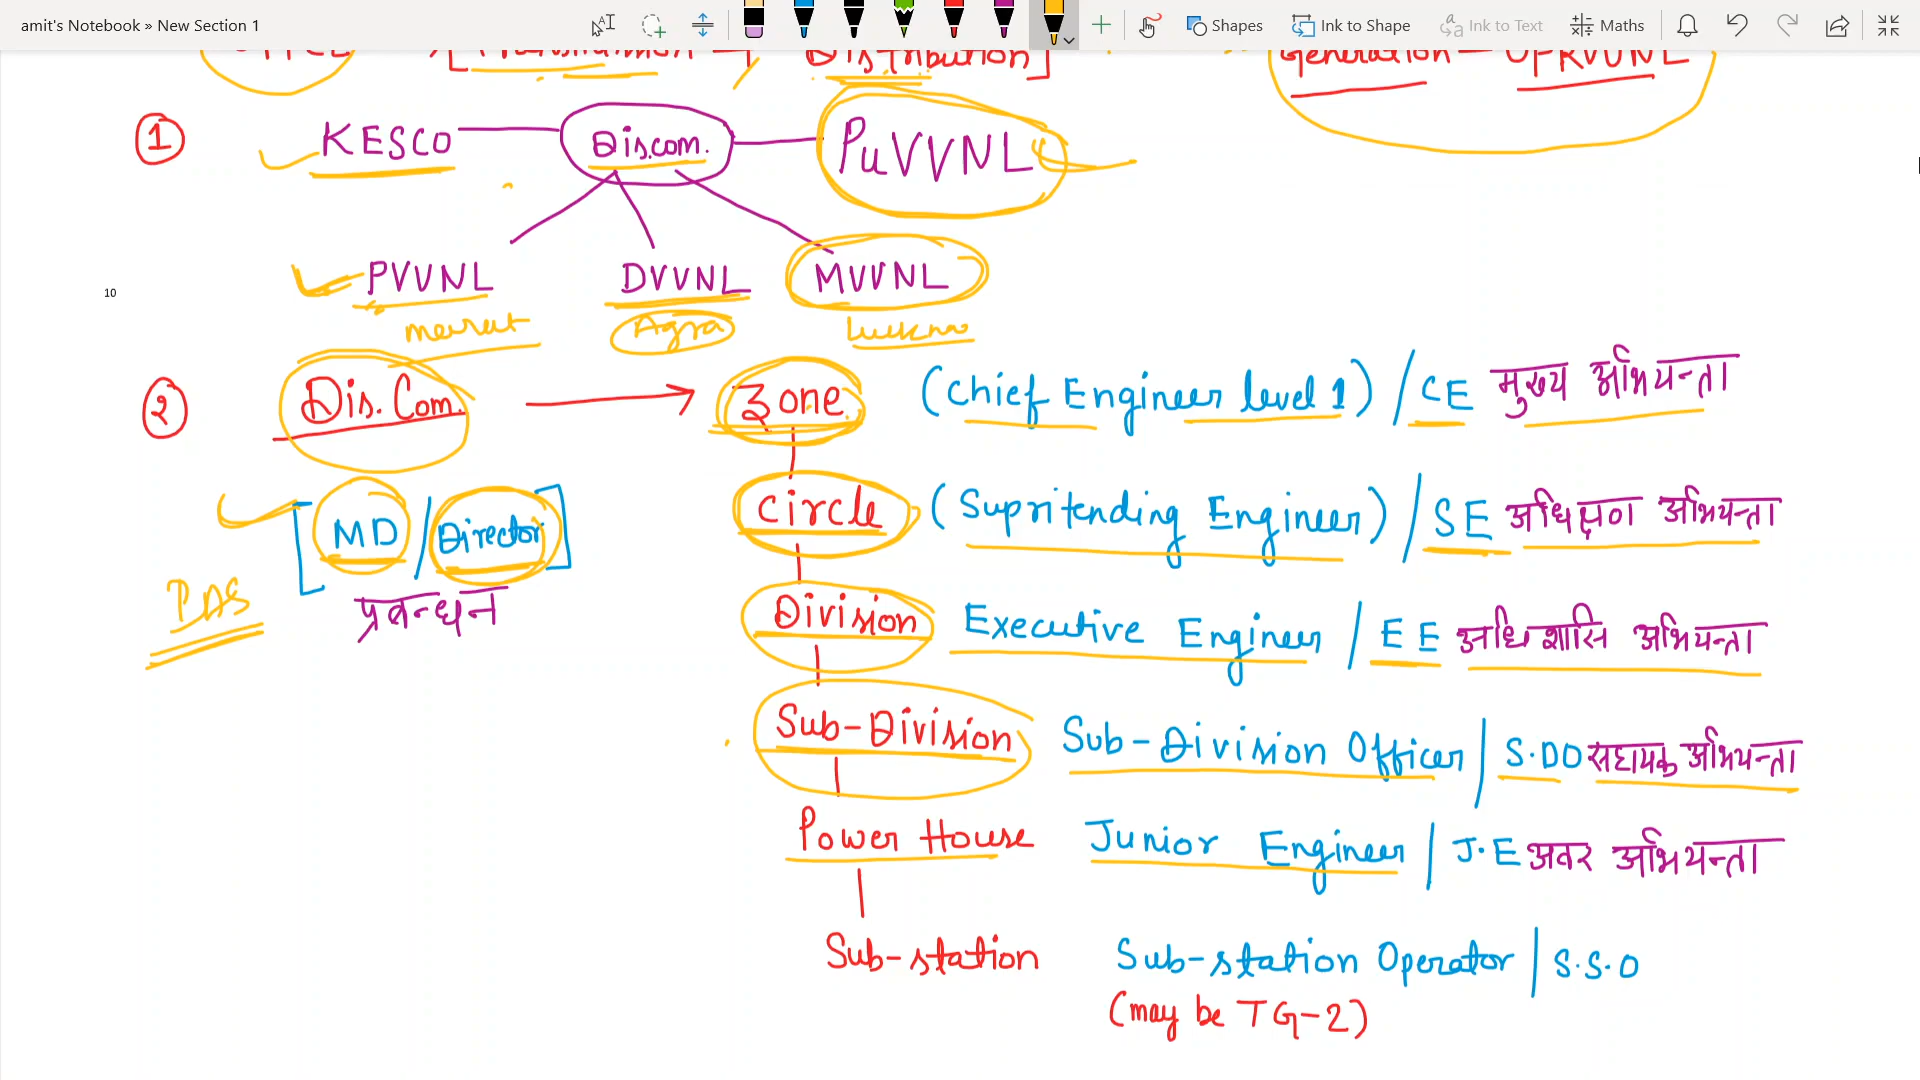 amit's Notebook » New Section 1
Shapes Ink to Shape Ink to Text Maths
Distribution]
Generation — UPRVUNL
① KESCO Dis.com. PuVVNL
PVVNL DVVNL MVVNL
10
Agra
② Dis. Com. Zone (Chief Engineer level 1) / CE मुख्य अभियन्ता
[MD / Director] Circle (Supritending Engineer) / SE अधिक्षण अभियन्ता
प्रबन्धन Division Executive Engineer / EE अधिशासि अभियन्ता
Sub-Division Sub-Division Officer / S.DO सहायक अभियन्ता
Power House Junior Engineer / J.E अवर अभियन्ता
Sub-station Sub-station Operator / S.S.O
(may be TG-2)